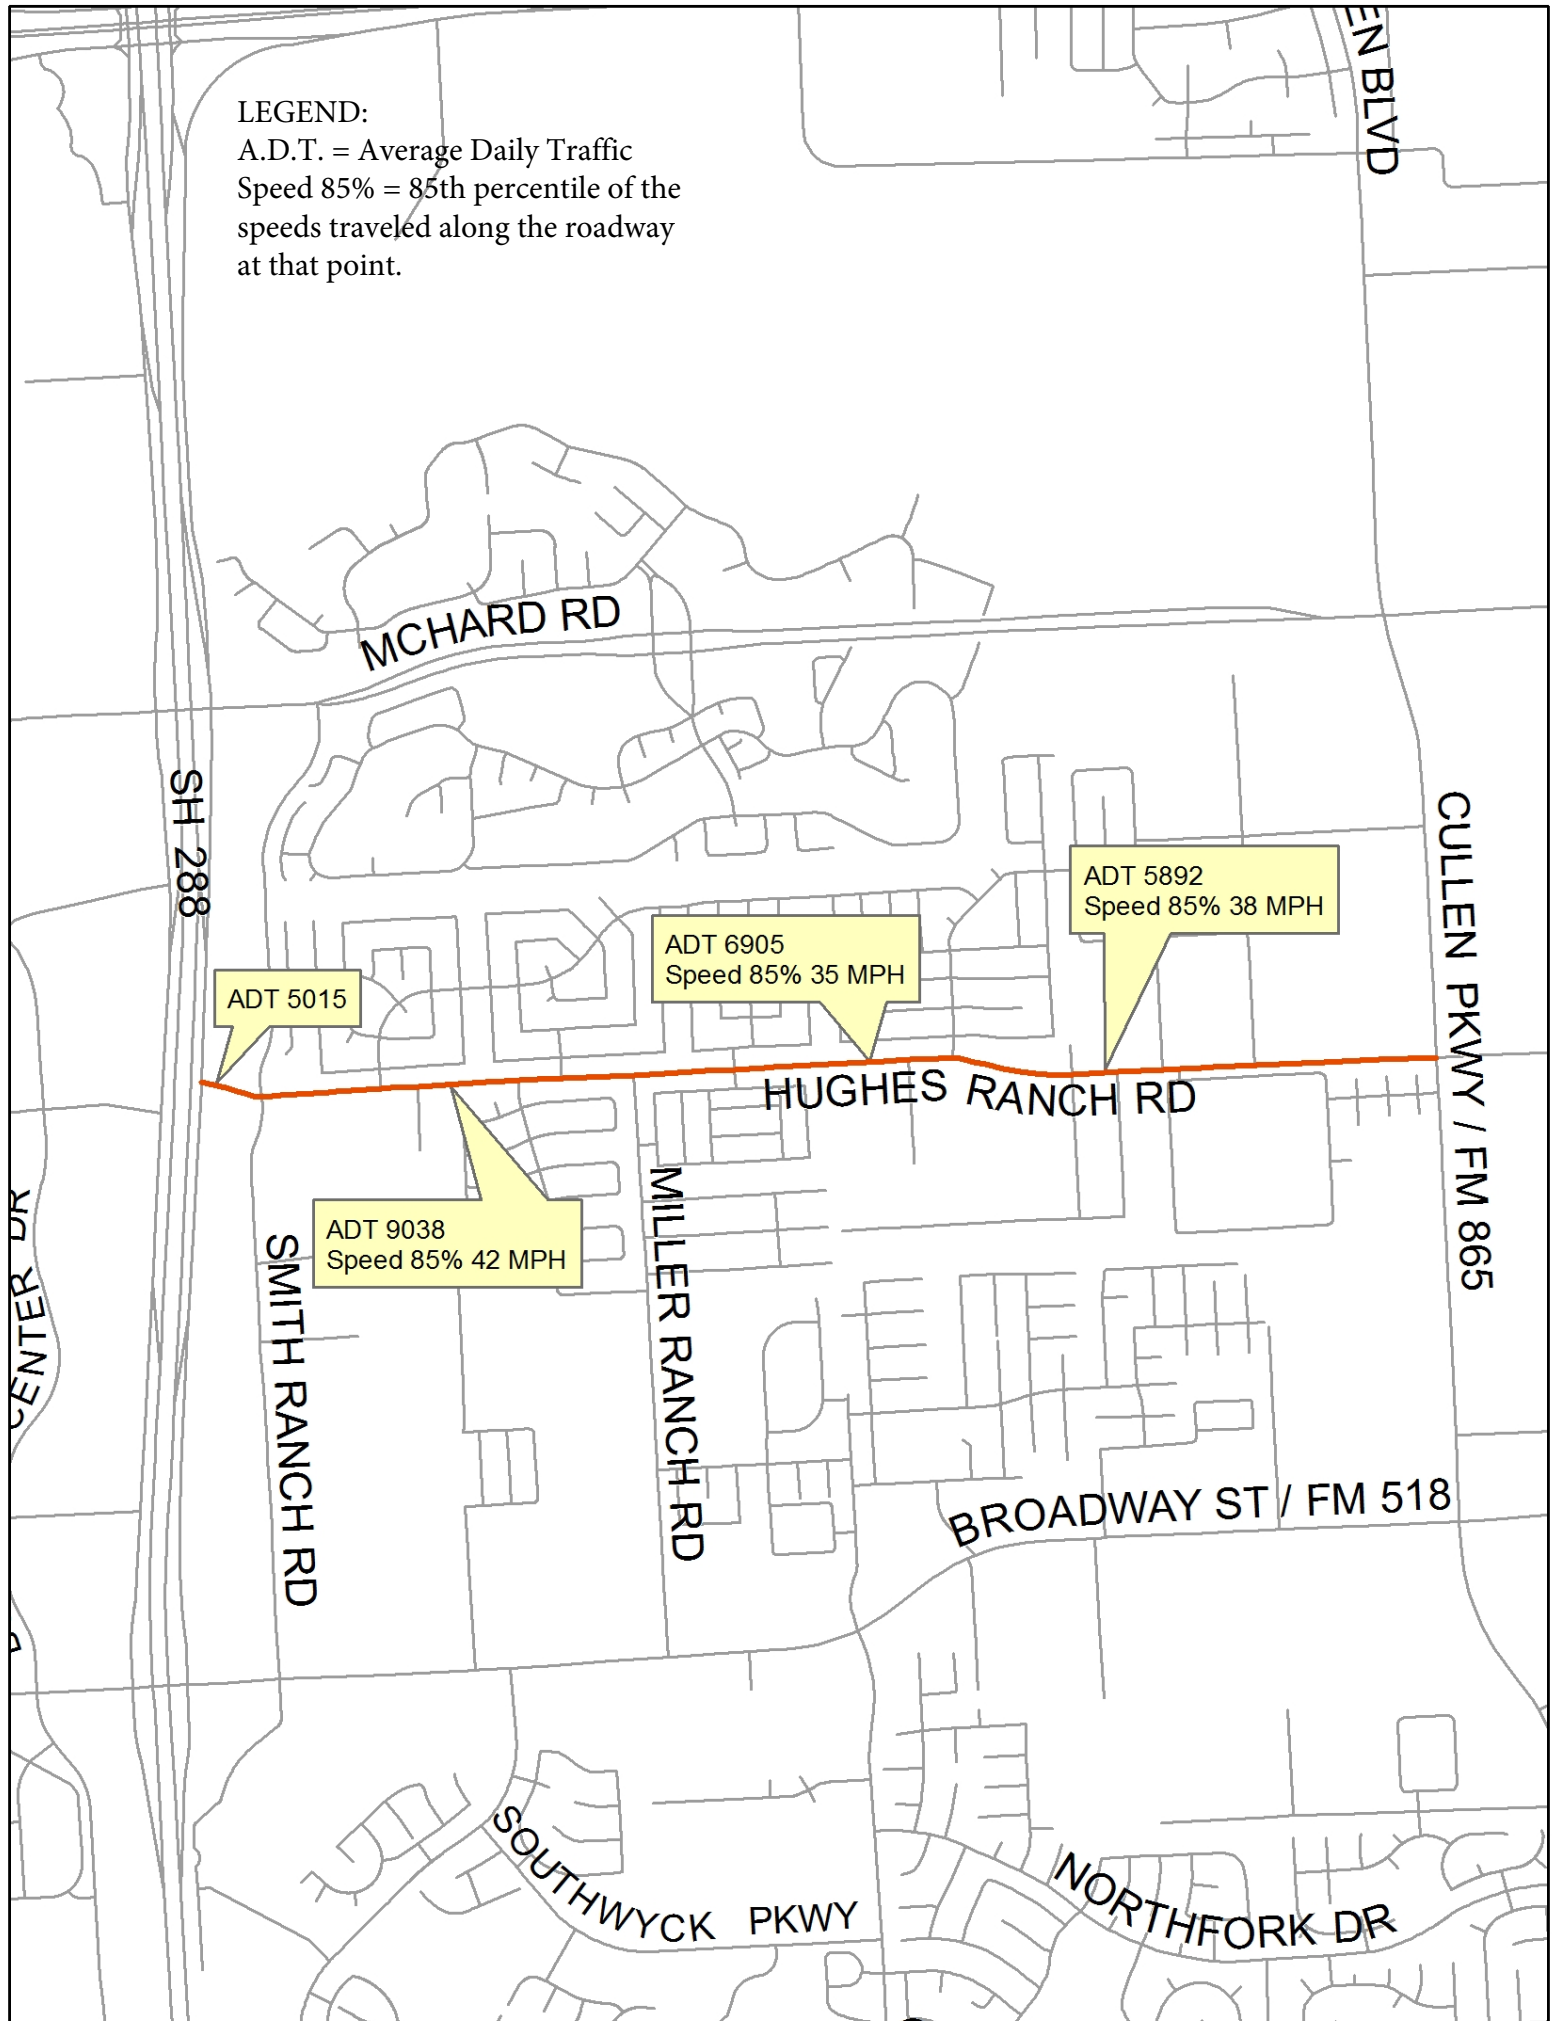 EN BLVD
LEGEND:
A.D.T. = Average Daily Traffic
Speed 85% = 85th percentile of the
speeds traveled along the roadway
at that point.
MCHARD RD
SH 288
CULLEN PKWY / FM 865
ADT 5892
Speed 85% 38 MPH
ADT 6905
Speed 85% 35 MPH
ADT 5015
HUGHES RANCH RD
ADT 9038
Speed 85% 42 MPH
CENTER DR
SMITH RANCH RD
MILLER RANCH RD
BROADWAY ST / FM 518
SOUTHWYCK PKWY
NORTHFORK DR